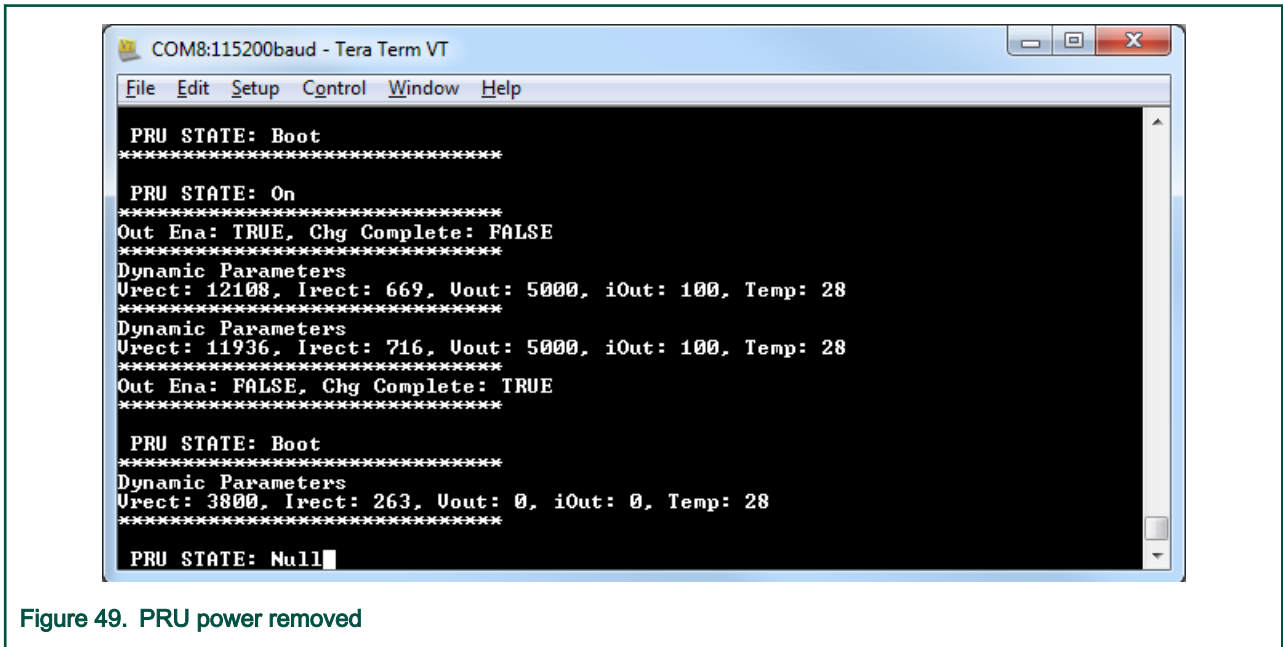 COM8:115200baud - Tera Term VT
File Edit Setup Control Window Help
PRU STATE: Boot
******************************
PRU STATE: On
******************************
Out Ena: TRUE, Chg Complete: FALSE
******************************
Dynamic Parameters
Vrect: 12108, Irect: 669, Vout: 5000, iOut: 100, Temp: 28
******************************
Dynamic Parameters
Vrect: 11936, Irect: 716, Vout: 5000, iOut: 100, Temp: 28
******************************
Out Ena: FALSE, Chg Complete: TRUE
******************************
PRU STATE: Boot
******************************
Dynamic Parameters
Vrect: 3800, Irect: 263, Vout: 0, iOut: 0, Temp: 28
******************************
PRU STATE: Null
Figure 49. PRU power removed